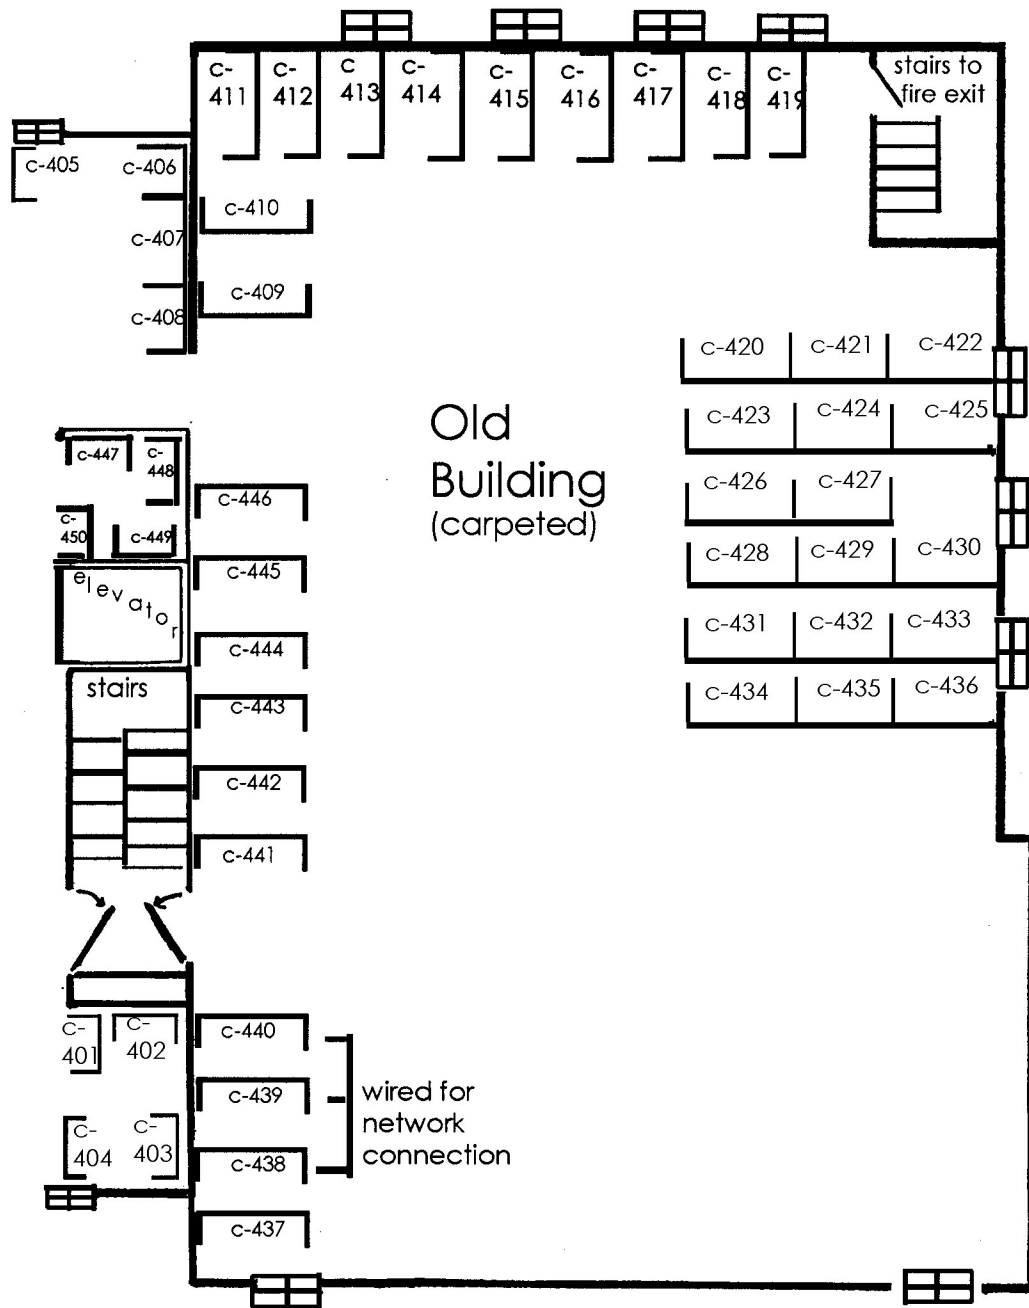 c-
411
c-
412
c
413
c-
414
c-
415
c-
416
c-
417
c-
418
c-
419
stairs to
fire exit
c-405
c-406
c-407
c-408
c-410
c-409
c-420
c-421
c-422
c-423
c-424
c-425
c-426
c-427
c-428
c-429
c-430
c-431
c-432
c-433
c-434
c-435
c-436
Old
Building
(carpeted)
c-447
c-
448
c-
450
c-449
elevator
stairs
c-446
c-445
c-444
c-443
c-442
c-441
c-
401
c-
402
c-
404
c-
403
c-440
c-439
c-438
c-437
wired for
network
connection